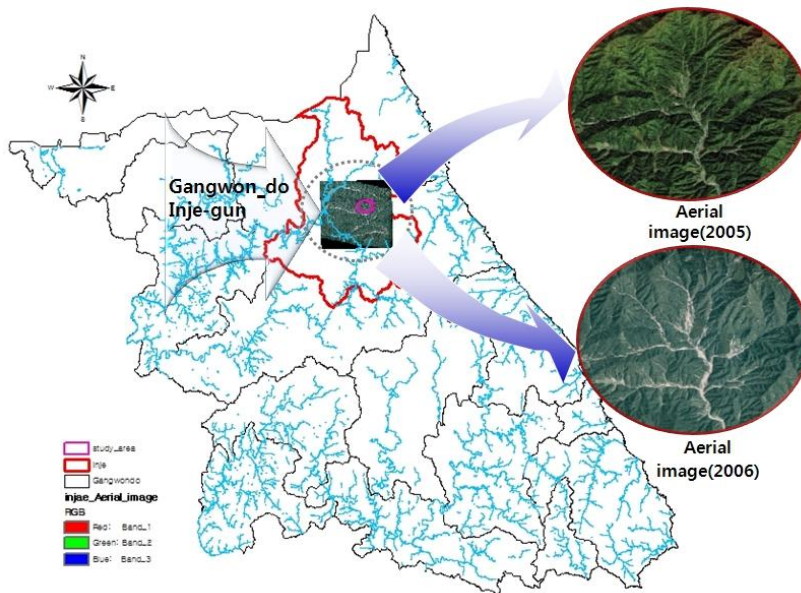 N
W
E
S
Gangwon_do
Inje-gun
Aerial
image(2005)
Aerial
image(2006)
study_area
Inje
Gangwondo
injae_Aerial_image
RGB
Red: Band_1
Green: Band_2
Blue: Band_3